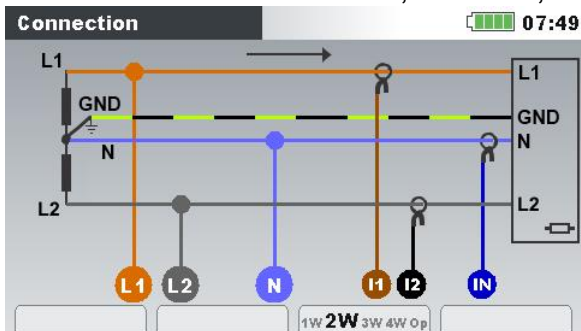 Connection 07:49
L1 L1
GND GND
N N
L2 L2
L1 L2 N I1 I2 IN
1W 2W 3W 4W Op